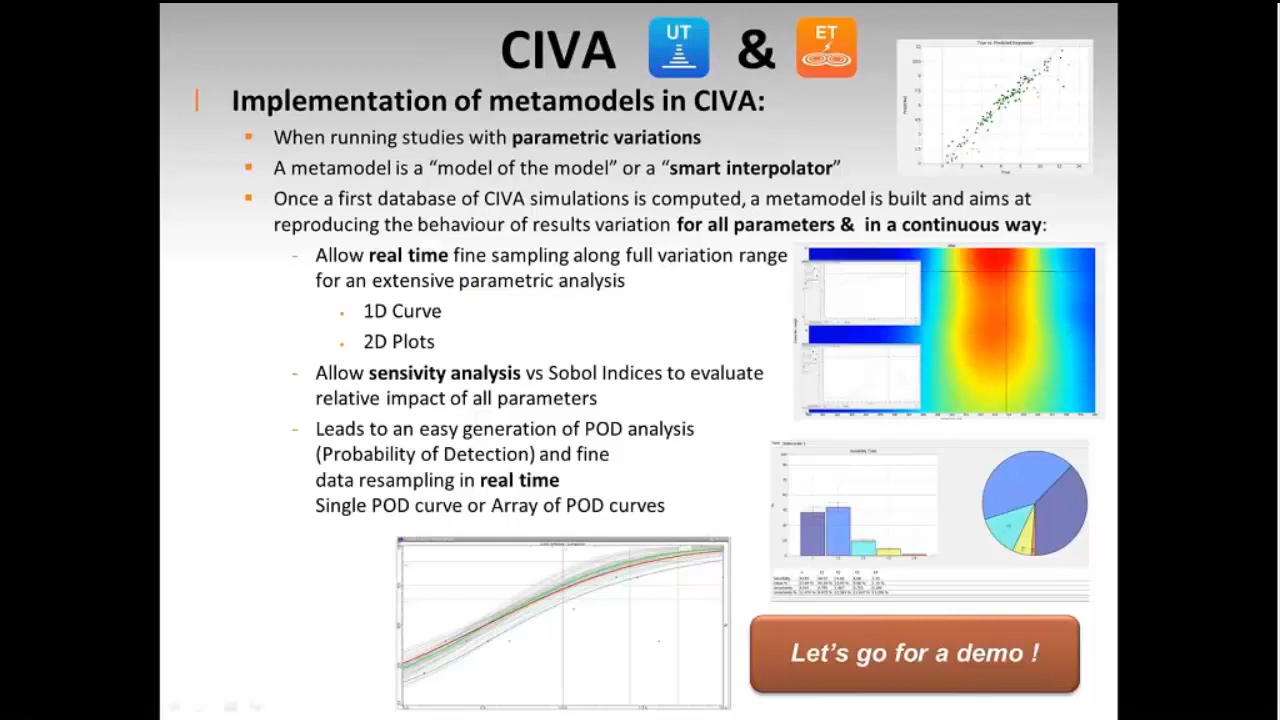 CIVA UT & ET
Implementation of metamodels in CIVA:
When running studies with parametric variations
A metamodel is a “model of the model” or a “smart interpolator”
Once a first database of CIVA simulations is computed, a metamodel is built and aims at
reproducing the behaviour of results variation for all parameters & in a continuous way:
- Allow real time fine sampling along full variation range
for an extensive parametric analysis
1D Curve
2D Plots
- Allow sensivity analysis vs Sobol Indices to evaluate
relative impact of all parameters
- Leads to an easy generation of POD analysis
(Probability of Detection) and fine
data resampling in real time
Single POD curve or Array of POD curves
Let’s go for a demo !